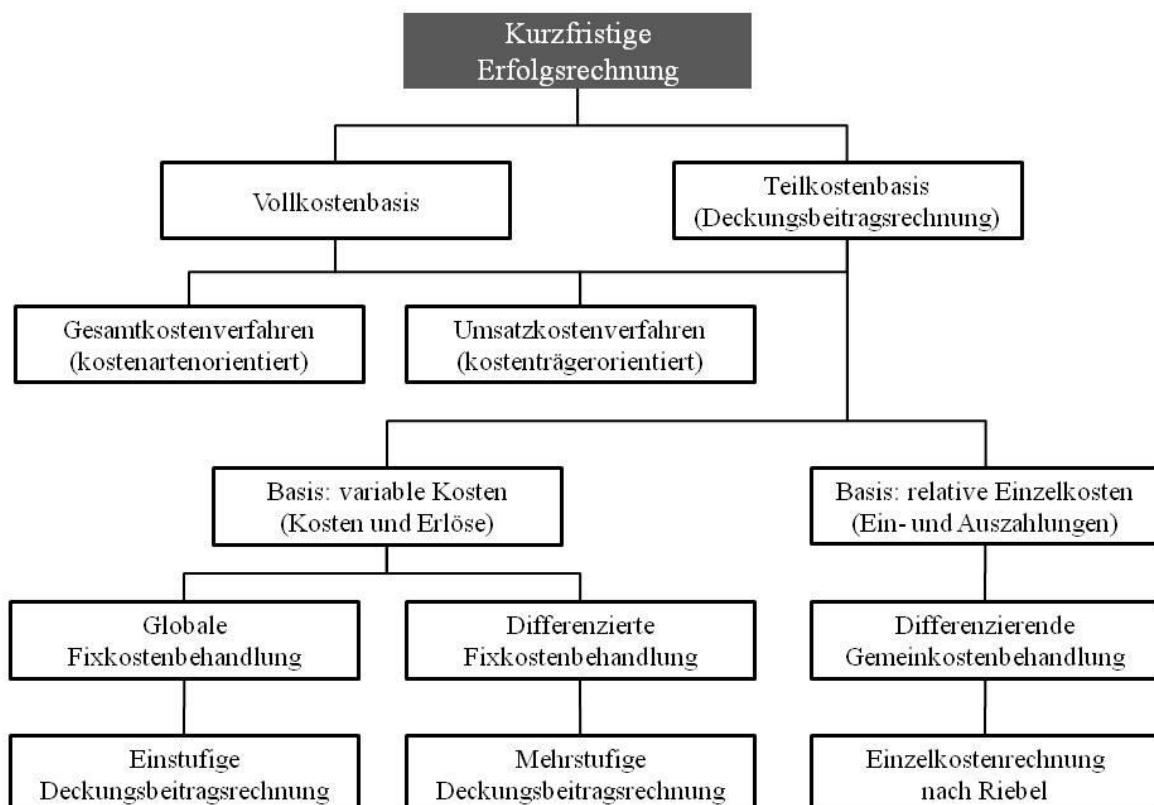 Kurzfristige
Erfolgsrechnung
Vollkostenbasis
Teilkostenbasis
(Deckungsbeitragsrechnung)
Gesamtkostenverfahren
(kostenartenorientiert)
Umsatzkostenverfahren
(kostenträgerorientiert)
Basis: variable Kosten
(Kosten und Erlöse)
Basis: relative Einzelkosten
(Ein- und Auszahlungen)
Globale
Fixkostenbehandlung
Differenzierte
Fixkostenbehandlung
Differenzierende
Gemeinkostenbehandlung
Einstufige
Deckungsbeitragsrechnung
Mehrstufige
Deckungsbeitragsrechnung
Einzelkostenrechnung
nach Riebel